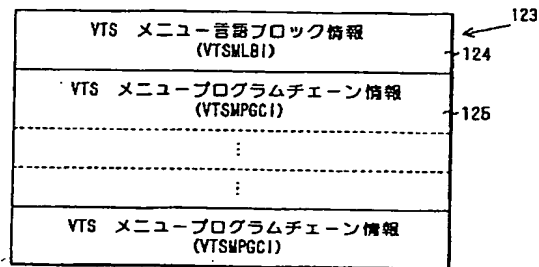 123
VTS メニュー言語ブロック情報
(VTSMLBI)
124
VTS メニュープログラムチェーン情報
(VTSMPGCI)
125
⋮
⋮
VTS メニュープログラムチェーン情報
(VTSMPGCI)